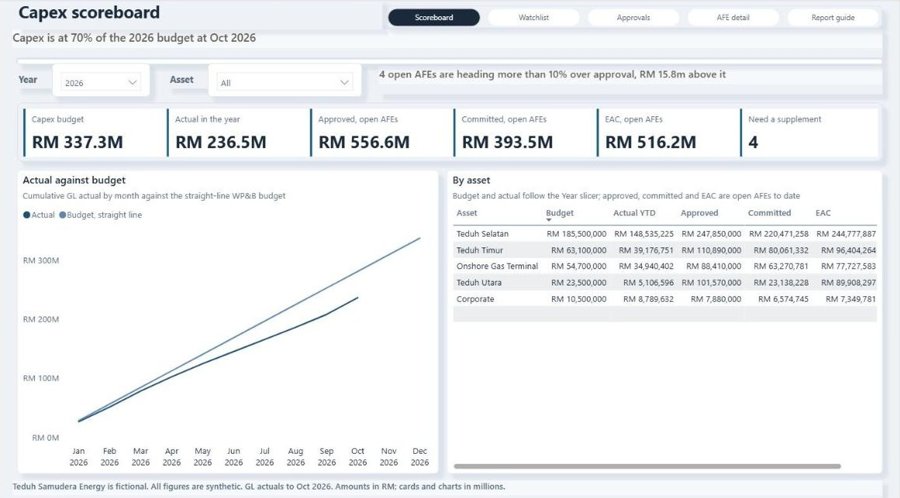 Capex scoreboard
Scoreboard Watchlist Approvals AFE detail Report guide
Capex is at 70% of the 2026 budget at Oct 2026
Year 2026 Asset All
4 open AFEs are heading more than 10% over approval, RM 15.8m above it
Capex budget
RM 337.3M
Actual in the year
RM 236.5M
Approved, open AFEs
RM 556.6M
Committed, open AFEs
RM 393.5M
EAC, open AFEs
RM 516.2M
Need a supplement
4
Actual against budget
Cumulative GL actual by month against the straight-line WP&B budget
Actual Budget, straight line
RM 300M
RM 200M
RM 100M
RM 0M
Jan Feb Mar Apr May Jun Jul Aug Sep Oct Nov Dec
2026 2026 2026 2026 2026 2026 2026 2026 2026 2026 2026 2026
By asset
Budget and actual follow the Year slicer; approved, committed and EAC are open AFEs to date
Asset Budget Actual YTD Approved Committed EAC
Teduh Selatan RM 185,500,000 RM 148,535,225 RM 247,850,000 RM 220,471,258 RM 244,777,887
Teduh Timur RM 63,100,000 RM 39,176,751 RM 110,890,000 RM 80,061,332 RM 96,404,264
Onshore Gas Terminal RM 54,700,000 RM 34,940,402 RM 88,410,000 RM 63,270,781 RM 77,727,583
Teduh Utara RM 23,500,000 RM 5,106,596 RM 101,570,000 RM 23,138,228 RM 89,908,297
Corporate RM 10,500,000 RM 8,789,632 RM 7,880,000 RM 6,574,745 RM 7,349,781
Teduh Samudera Energy is fictional. All figures are synthetic. GL actuals to Oct 2026. Amounts in RM; cards and charts in millions.